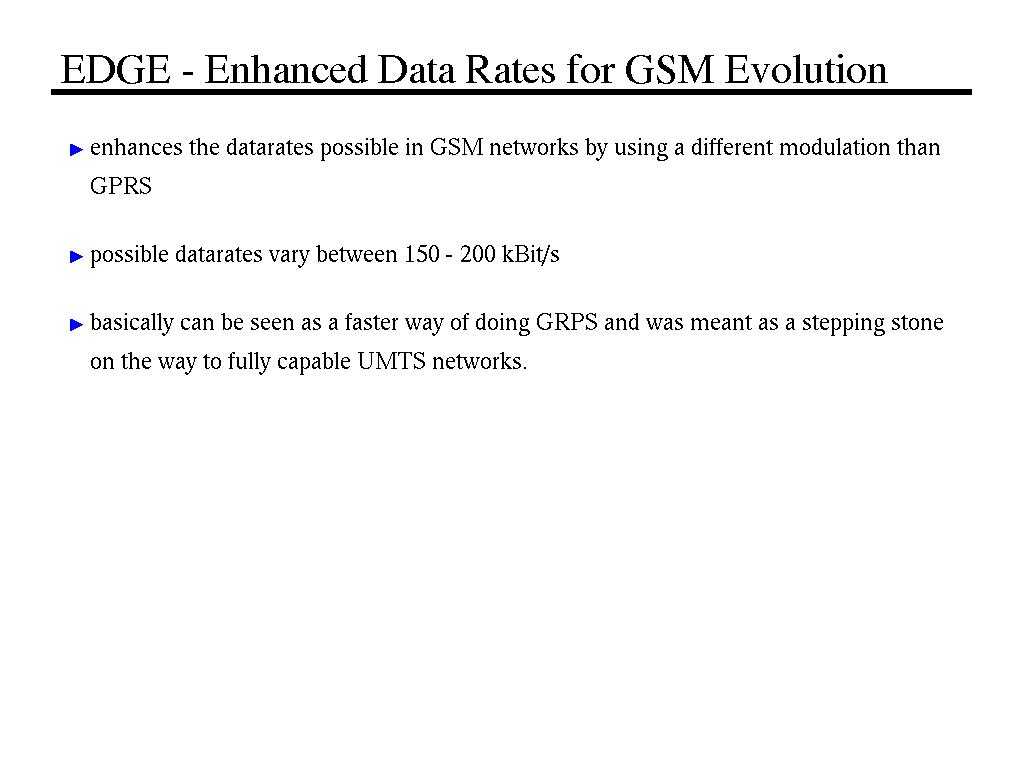 EDGE - Enhanced Data Rates for GSM Evolution
enhances the datarates possible in GSM networks by using a different modulation than
GPRS
possible datarates vary between 150 - 200 kBit/s
basically can be seen as a faster way of doing GRPS and was meant as a stepping stone
on the way to fully capable UMTS networks.